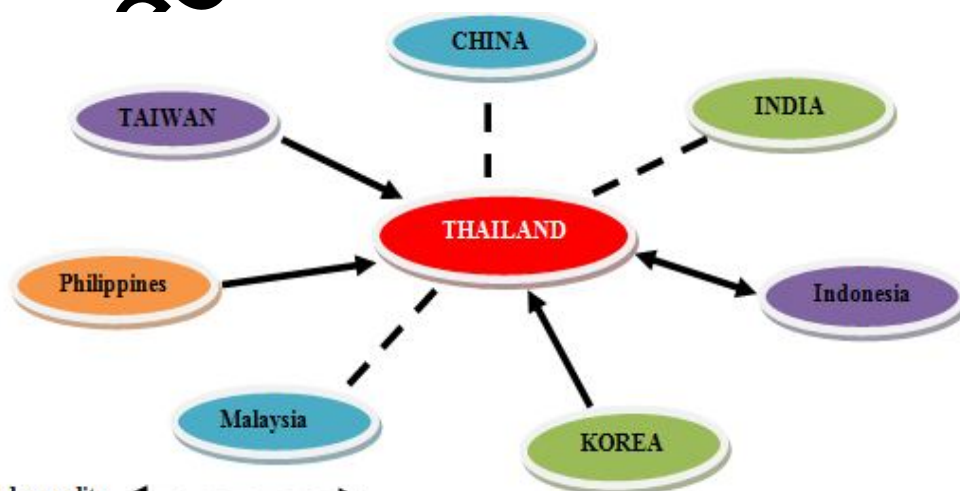 CHINA
INDIA
TAIWAN
THAILAND
Philippines
Indonesia
Malaysia
KOREA